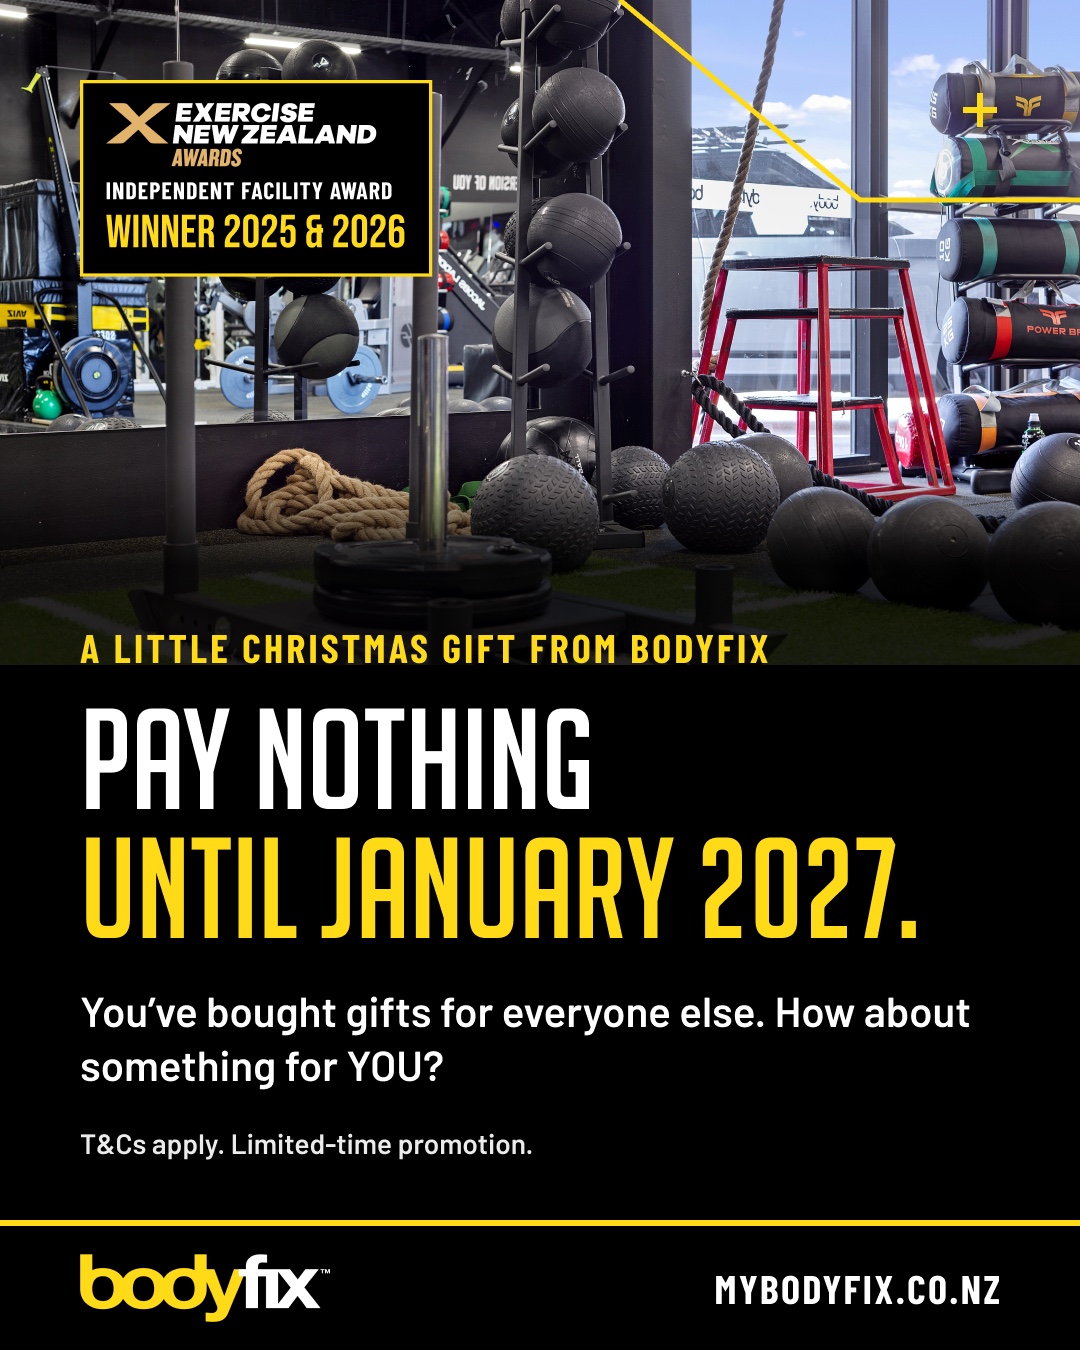 EXERCISE
NEW ZEALAND
AWARDS
INDEPENDENT FACILITY AWARD
WINNER 2025 & 2026
POWER
A LITTLE CHRISTMAS GIFT FROM BODYFIX
PAY NOTHING
UNTIL JANUARY 2027.
You’ve bought gifts for everyone else. How about
something for YOU?
T&Cs apply. Limited-time promotion.
bodyfix™
MYBODYFIX.CO.NZ